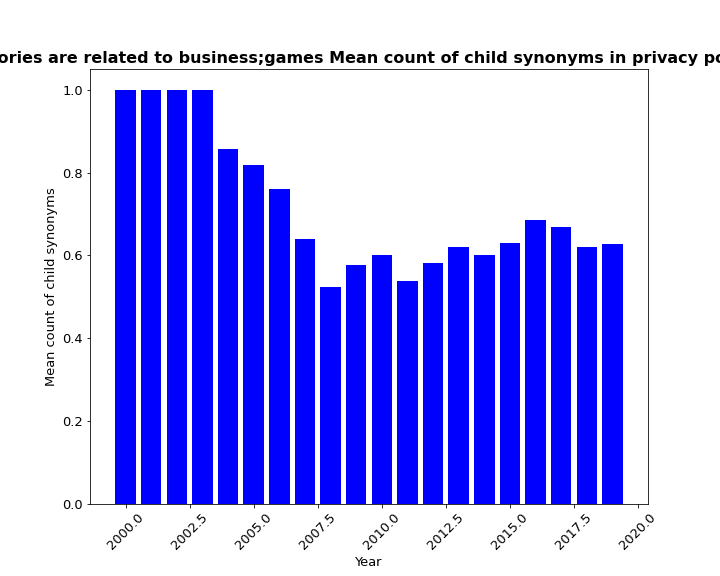 ories are related to business;games Mean count of child synonyms in privacy po
1.0
0.8
0.6
0.4
0.2
0.0
Mean count of child synonyms
2000.0 2002.5 2005.0 2007.5 2010.0 2012.5 2015.0 2017.5 2020.0
Year